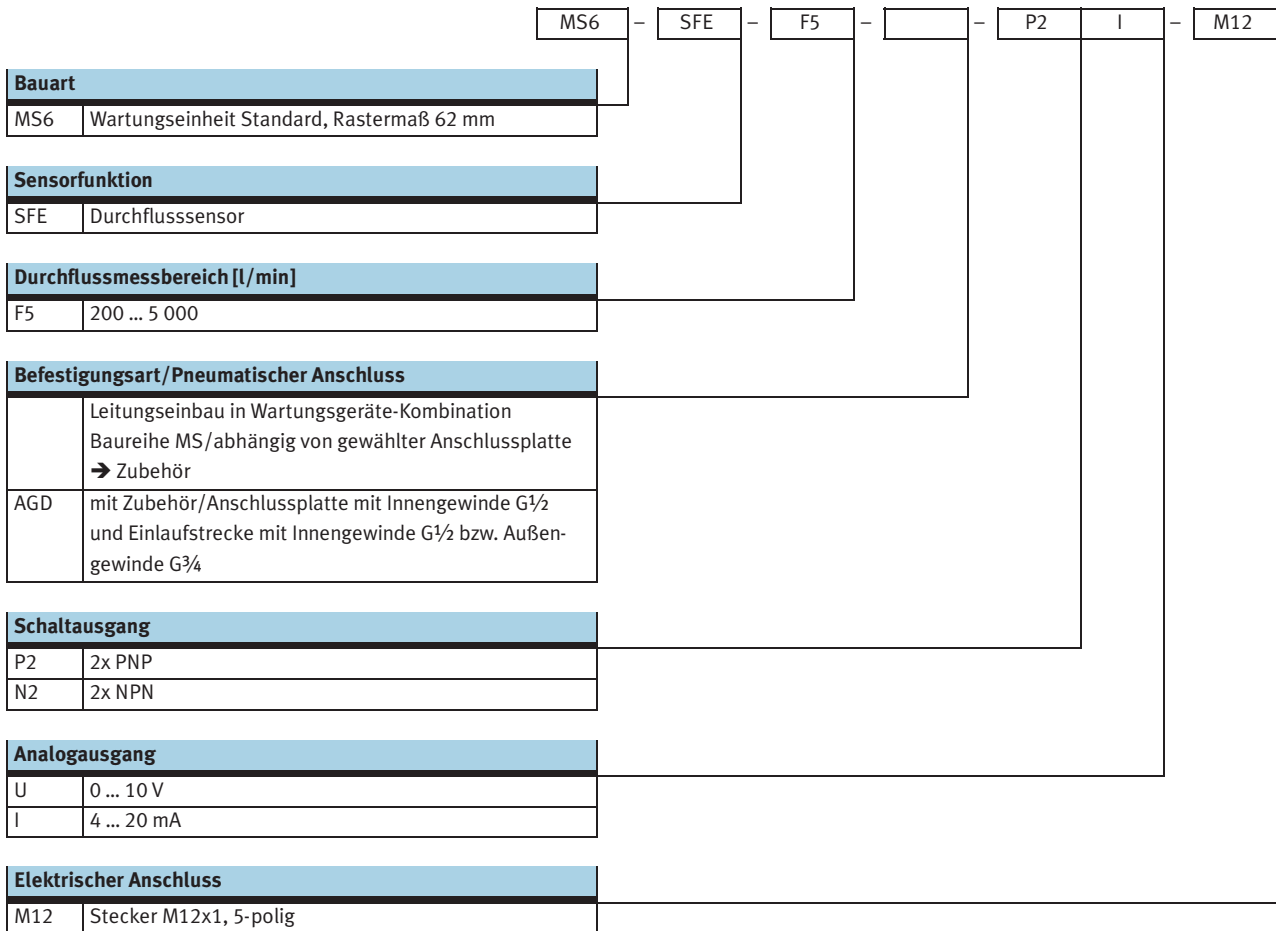 MS6 – SFE – F5 – – P2 I – M12
Bauart
MS6 Wartungseinheit Standard, Rastermaß 62 mm
Sensorfunktion
SFE Durchflusssensor
Durchflussmessbereich [l/min]
F5 200 … 5 000
Befestigungsart/Pneumatischer Anschluss
Leitungseinbau in Wartungsgeräte-Kombination
Baureihe MS/abhängig von gewählter Anschlussplatte
➔ Zubehör
AGD mit Zubehör/Anschlussplatte mit Innengewinde G½
und Einlaufstrecke mit Innengewinde G½ bzw. Außen-
gewinde G¾
Schaltausgang
P2 2x PNP
N2 2x NPN
Analogausgang
U 0 … 10 V
I 4 … 20 mA
Elektrischer Anschluss
M12 Stecker M12x1, 5-polig